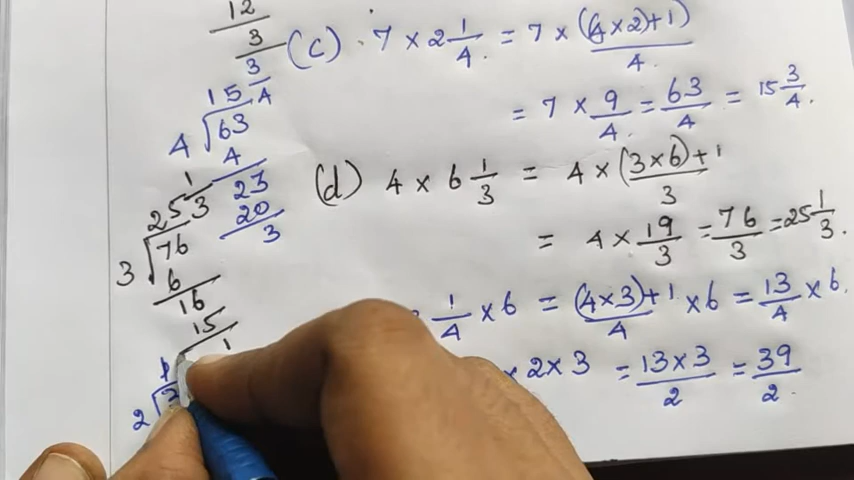 12
3
3
15 3/4
4 √63
4
23
20
3
25 1/3
3 √76
6
16
15
1
2
(c) 7 × 2 1/4 = 7 × ((4×2)+1)/4
= 7 × 9/4 = 63/4 = 15 3/4.
(d) 4 × 6 1/3 = 4 × ((3×6)+1)/3
= 4 × 19/3 = 76/3 = 25 1/3.
1/4 × 6 = ((4×3)+1)/4 × 6 = 13/4 × 6.
× 2×3 = 13×3/2 = 39/2.